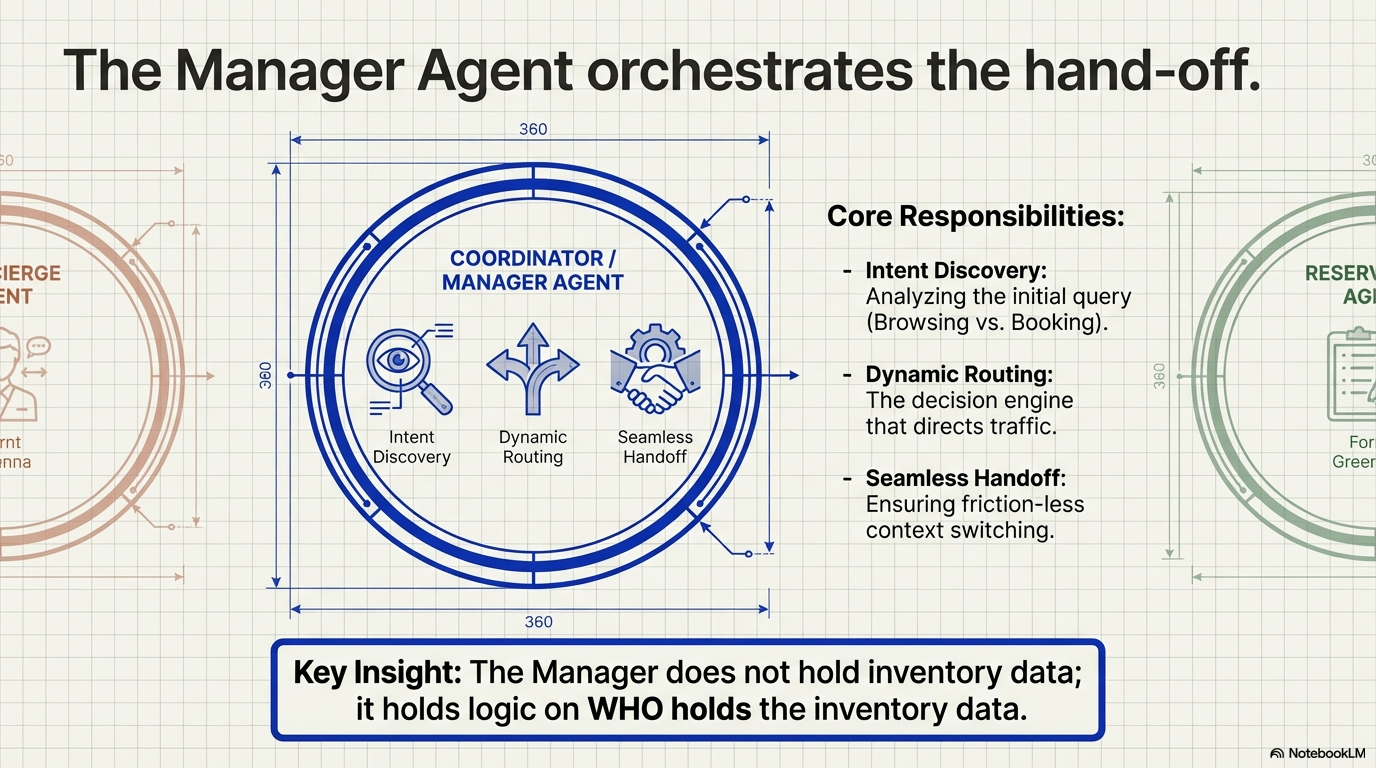 The Manager Agent orchestrates the hand-off.
360
COORDINATOR /
MANAGER AGENT
Intent
Discovery
Dynamic
Routing
Seamless
Handoff
360
360
Core Responsibilities:
- Intent Discovery:
Analyzing the initial query
(Browsing vs. Booking).
- Dynamic Routing:
The decision engine
that directs traffic.
- Seamless Handoff:
Ensuring friction-less
context switching.
360
Key Insight: The Manager does not hold inventory data;
it holds logic on WHO holds the inventory data.
NotebookLM